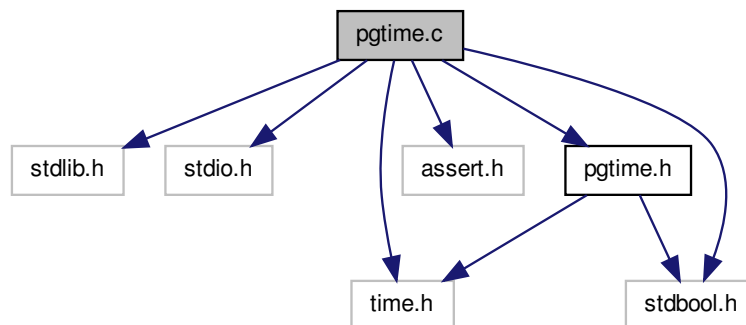 pgtime.c
stdlib.h
stdio.h
assert.h
pgtime.h
time.h
stdbool.h